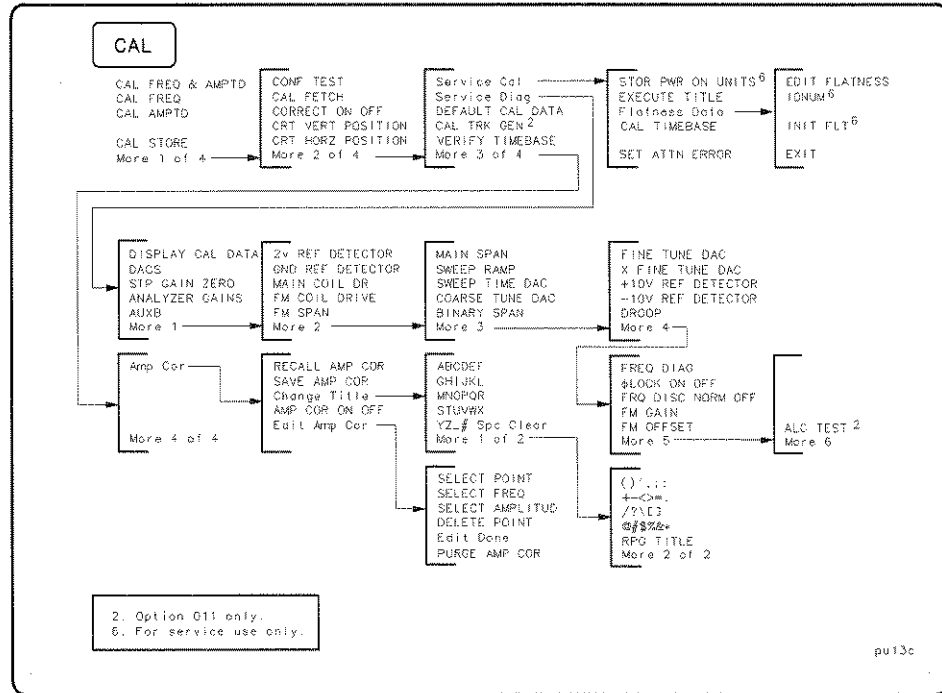 CAL
CAL FREQ & AMPTD
CAL FREQ
CAL AMPTD
CAL STORE
More 1 of 4
CONF TEST
CAL FETCH
CORRECT ON OFF
CRT VERT POSITION
CRT HORZ POSITION
More 2 of 4
Service Cal
Service Diag
DEFAULT CAL DATA
CAL TRK GEN 2
VERIFY TIMEBASE
More 3 of 4
STOR PWR ON UNITS 6
EXECUTE TITLE
Flatness Data
CAL TIMEBASE
SET ATTN ERROR
EDIT FLATNESS
IDNUM 6
INIT FLT 6
EXIT
DISPLAY CAL DATA
DACS
STP GAIN ZERO
ANALYZER GAINS
AUXB
More 1
2v REF DETECTOR
GND REF DETECTOR
MAIN COIL DR
FM COIL DRIVE
FM SPAN
More 2
MAIN SPAN
SWEEP RAMP
SWEEP TIME DAC
COARSE TUNE DAC
BINARY SPAN
More 3
FINE TUNE DAC
X FINE TUNE DAC
+10V REF DETECTOR
-10V REF DETECTOR
DROOP
More 4
Amp Cor
More 4 of 4
RECALL AMP COR
SAVE AMP COR
Change Title
AMP COR ON OFF
Edit Amp Cor
ABCDEF
GHIJKL
MNOPQR
STUVWX
YZ_# Spc Clear
More 1 of 2
FREQ DIAG
ϕLOCK ON OFF
FRQ DISC NORM OFF
FM GAIN
FM OFFSET
More 5
ALC TEST 2
More 6
SELECT POINT
SELECT FREQ
SELECT AMPLITUD
DELETE POINT
Edit Done
PURGE AMP COR
()',;:
+-<>=.
/?\[]
@#$%&*
RPG TITLE
More 2 of 2
2. Option 011 only.
6. For service use only.
pu13c